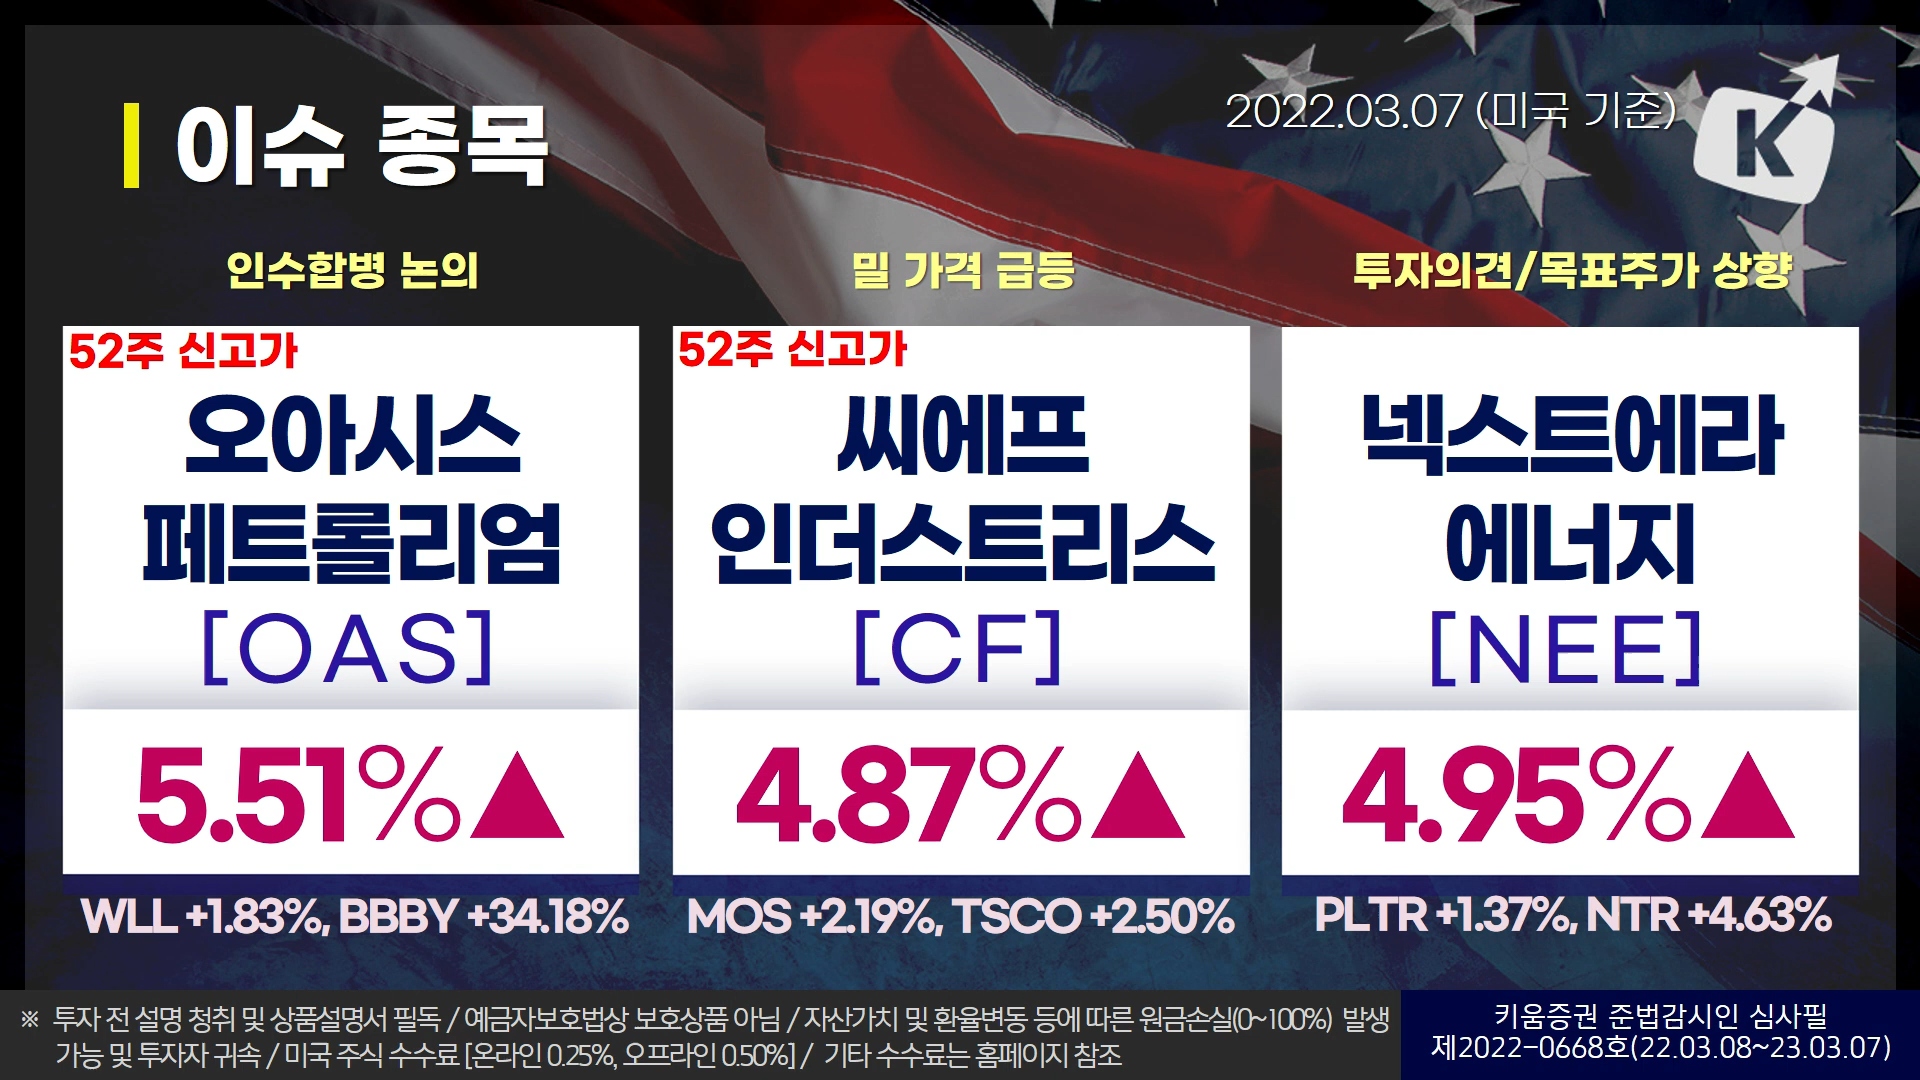 이슈 종목
2022.03.07 (미국 기준)
K
인수합병 논의
52주 신고가
오아시스
페트롤리엄
[OAS]
5.51%▲
WLL +1.83%, BBBY +34.18%
밀 가격 급등
52주 신고가
씨에프
인더스트리스
[CF]
4.87%▲
MOS +2.19%, TSCO +2.50%
투자의견/목표주가 상향
넥스트에라
에너지
[NEE]
4.95%▲
PLTR +1.37%, NTR +4.63%
※ 투자 전 설명 청취 및 상품설명서 필독 / 예금자보호법상 보호상품 아님 / 자산가치 및 환율변동 등에 따른 원금손실(0~100%) 발생
가능 및 투자자 귀속 / 미국 주식 수수료 [온라인 0.25%, 오프라인 0.50%] / 기타 수수료는 홈페이지 참조
키움증권 준법감시인 심사필
제2022-0668호(22.03.08~23.03.07)